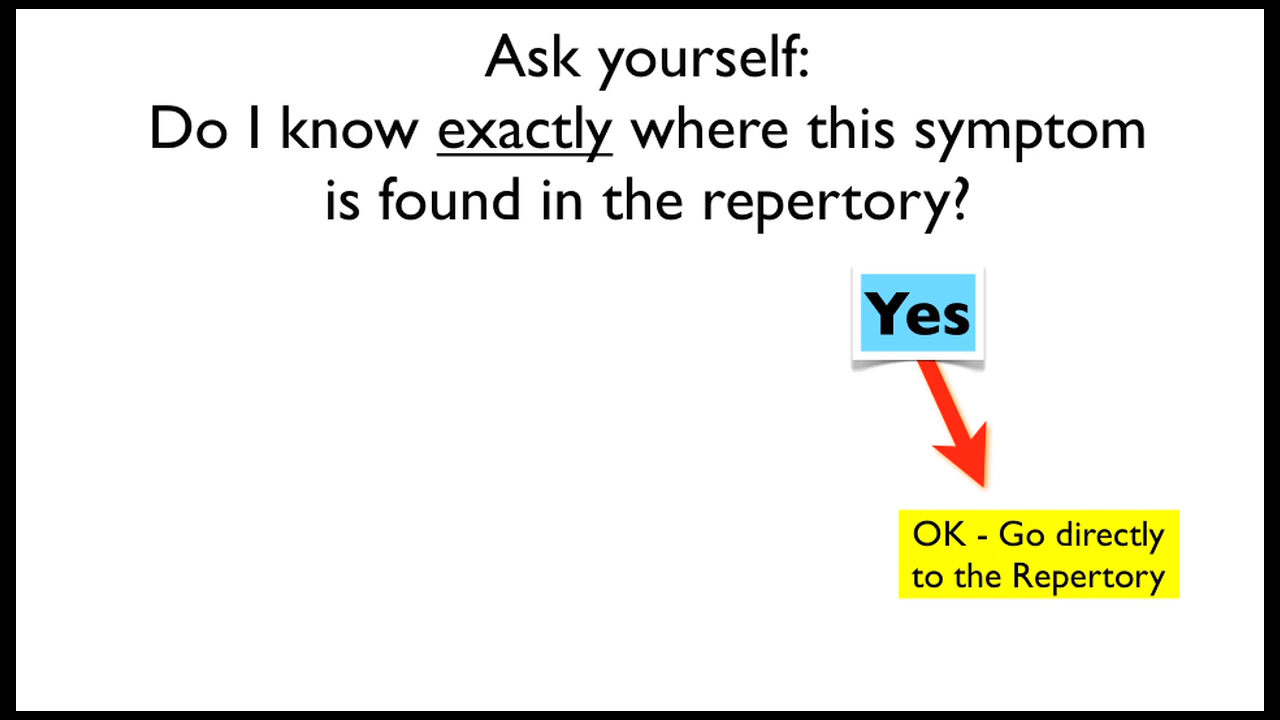 Ask yourself:
Do I know exactly where this symptom
is found in the repertory?
Yes
OK - Go directly
to the Repertory